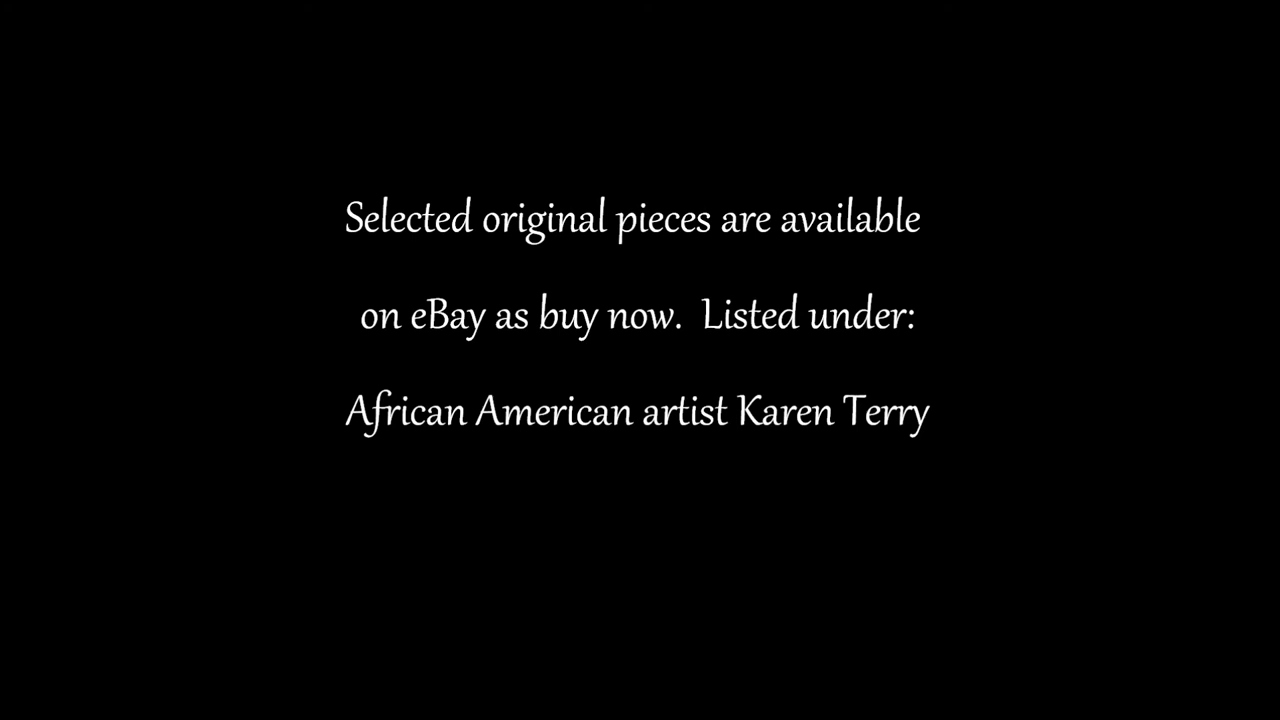 Selected original pieces are available
on eBay as buy now.  Listed under:
African American artist Karen Terry